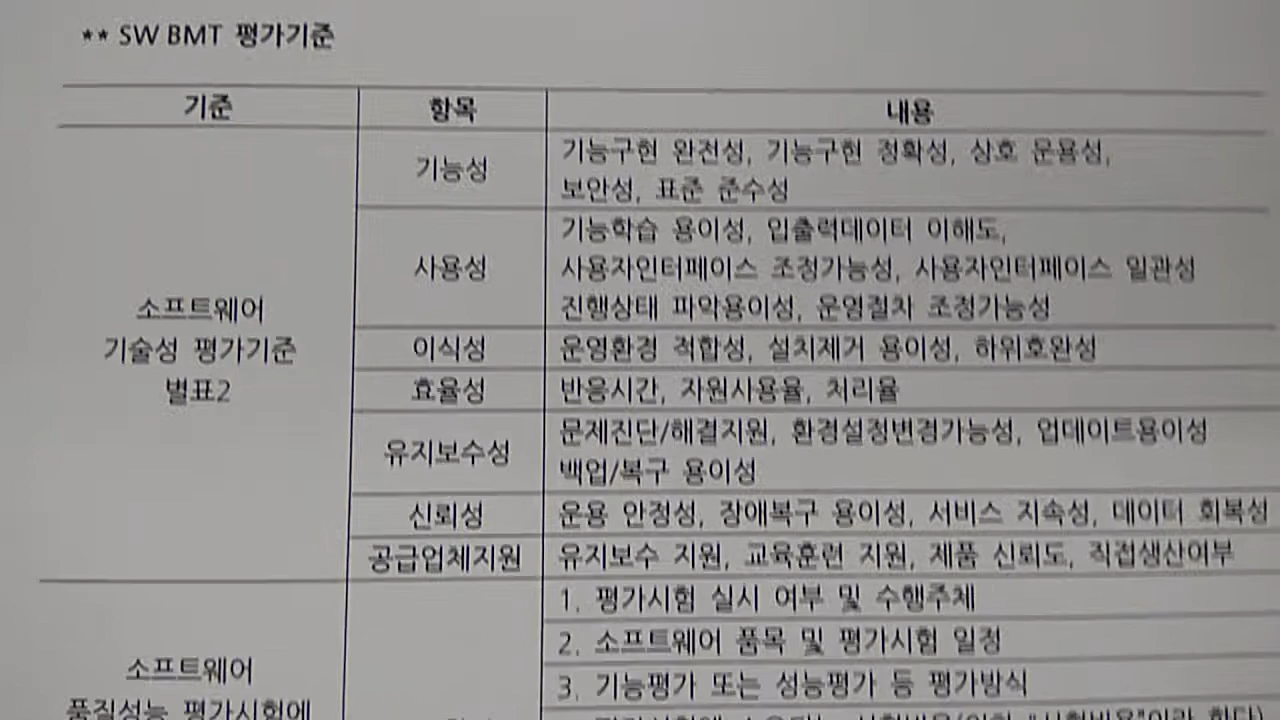 ** SW BMT 평가기준
기준 항목 내용
기능성 기능구현 완전성, 기능구현 정확성, 상호 운용성,
보안성, 표준 준수성
사용성 기능학습 용이성, 입출력데이터 이해도,
사용자인터페이스 조정가능성, 사용자인터페이스 일관성
진행상태 파악용이성, 운영절차 조정가능성
소프트웨어
기술성 평가기준
별표2
이식성 운영환경 적합성, 설치제거 용이성, 하위호완성
효율성 반응시간, 자원사용율, 처리율
유지보수성 문제진단/해결지원, 환경설정변경가능성, 업데이트용이성
백업/복구 용이성
신뢰성 운용 안정성, 장애복구 용이성, 서비스 지속성, 데이터 회복성
공급업체지원 유지보수 지원, 교육훈련 지원, 제품 신뢰도, 직접생산여부
소프트웨어
품질성능 평가시험에
1. 평가시험 실시 여부 및 수행주체
2. 소프트웨어 품목 및 평가시험 일정
3. 기능평가 또는 성능평가 등 평가방식